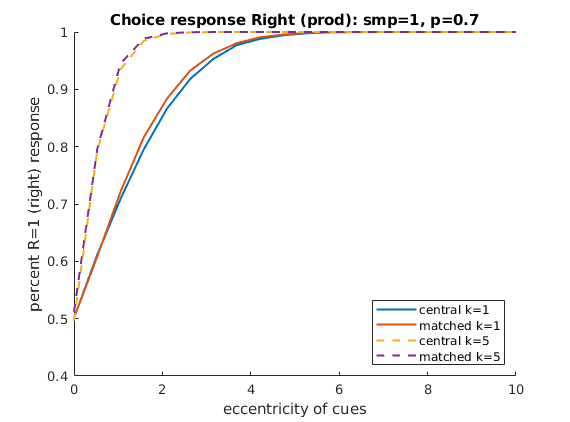 Choice response Right (prod): smp=1, p=0.7
percent R=1 (right) response
1
0.9
0.8
0.7
0.6
0.5
0.4
0 2 4 6 8 10
eccentricity of cues
central k=1
matched k=1
central k=5
matched k=5